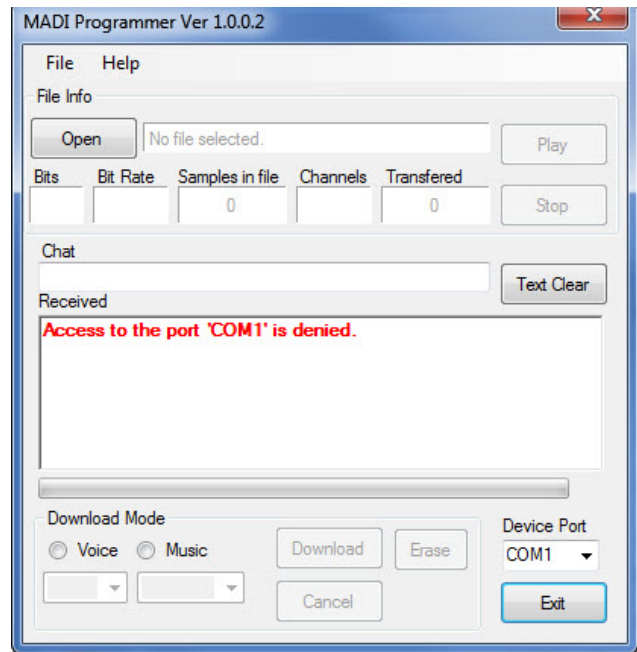 MADI Programmer Ver 1.0.0.2
File Help
File Info
Open No file selected. Play
Bits Bit Rate Samples in file Channels Transfered
0 0 Stop
Chat
Text Clear
Received
Access to the port 'COM1' is denied.
Download Mode
Device Port
Voice Music Download Erase COM1
Cancel Exit